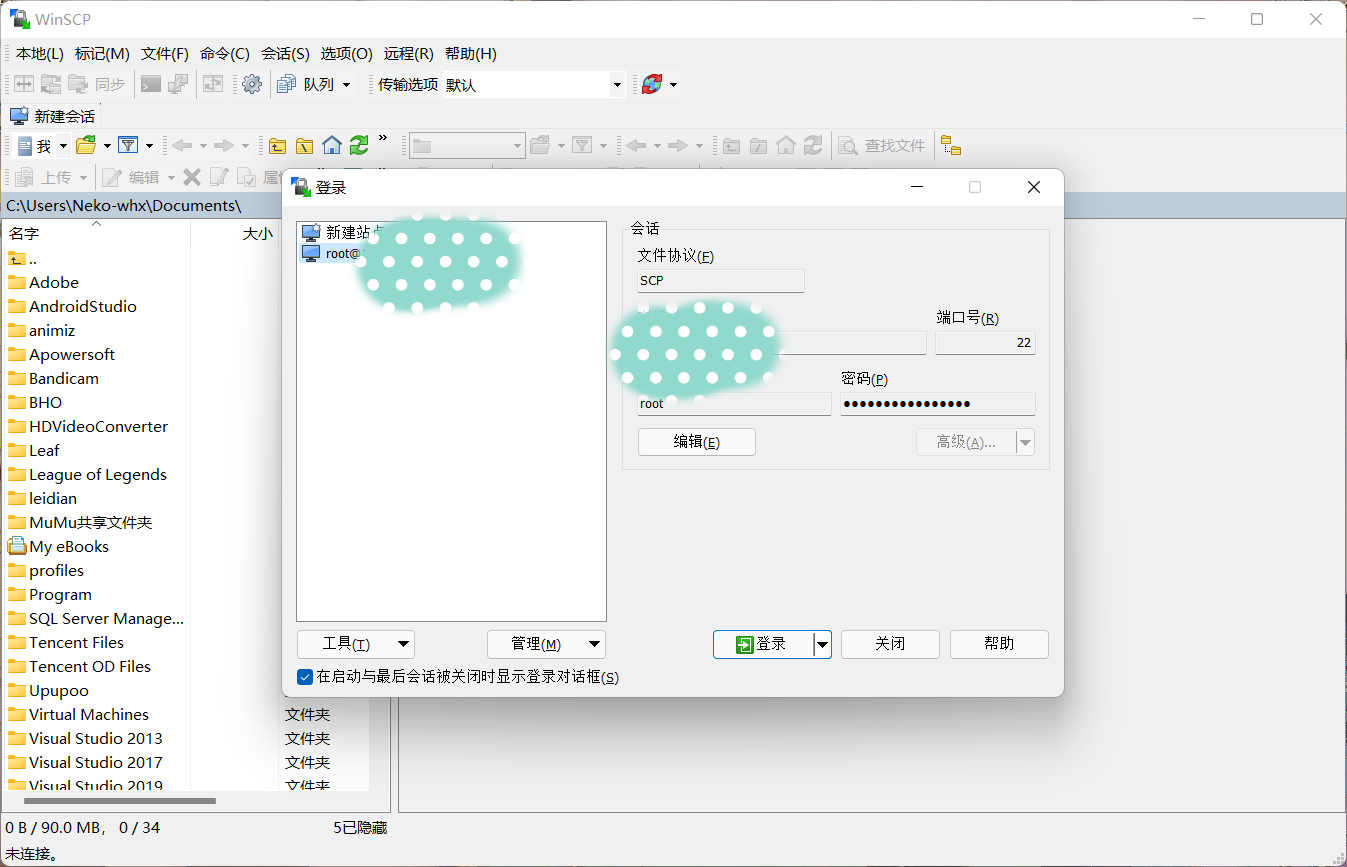 WinSCP
本地(L) 标记(M) 文件(F) 命令(C) 会话(S) 选项(O) 远程(R) 帮助(H)
同步 队列 传输选项 默认
新建会话
我 查找文件
上传 编辑
C:\Users\Neko-whx\Documents\
名字 大小
..
Adobe
AndroidStudio
animiz
Apowersoft
Bandicam
BHO
HDVideoConverter
Leaf
League of Legends
leidian
MuMu共享文件夹
My eBooks
profiles
Program
SQL Server Manage...
Tencent Files
Tencent OD Files
Upupoo
Virtual Machines 文件夹
Visual Studio 2013 文件夹
Visual Studio 2017 文件夹
Visual Studio 2019 文件夹
0 B / 90.0 MB, 0 / 34 5已隐藏
未连接。
登录
新建站点
root@
会话
文件协议(F)
SCP
端口号(R)
22
密码(P)
root ●●●●●●●●●●●●●●●●
编辑(E) 高级(A)...
工具(T) 管理(M) 登录 关闭 帮助
在启动与最后会话被关闭时显示登录对话框(S)